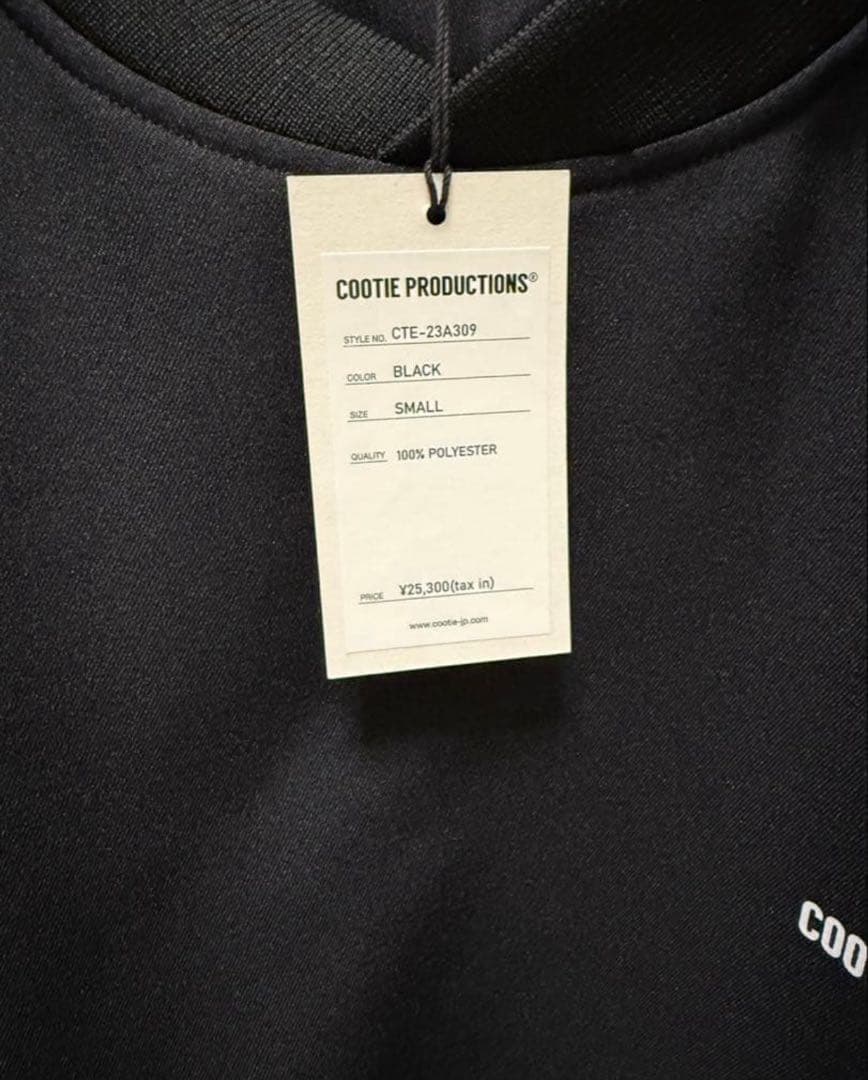 COOTIE PRODUCTIONS®
STYLE NO. CTE-23A309
COLOR BLACK
SIZE SMALL
QUALITY 100% POLYESTER
PRICE ¥25,300(tax in)
www.cootie-jp.com
COO